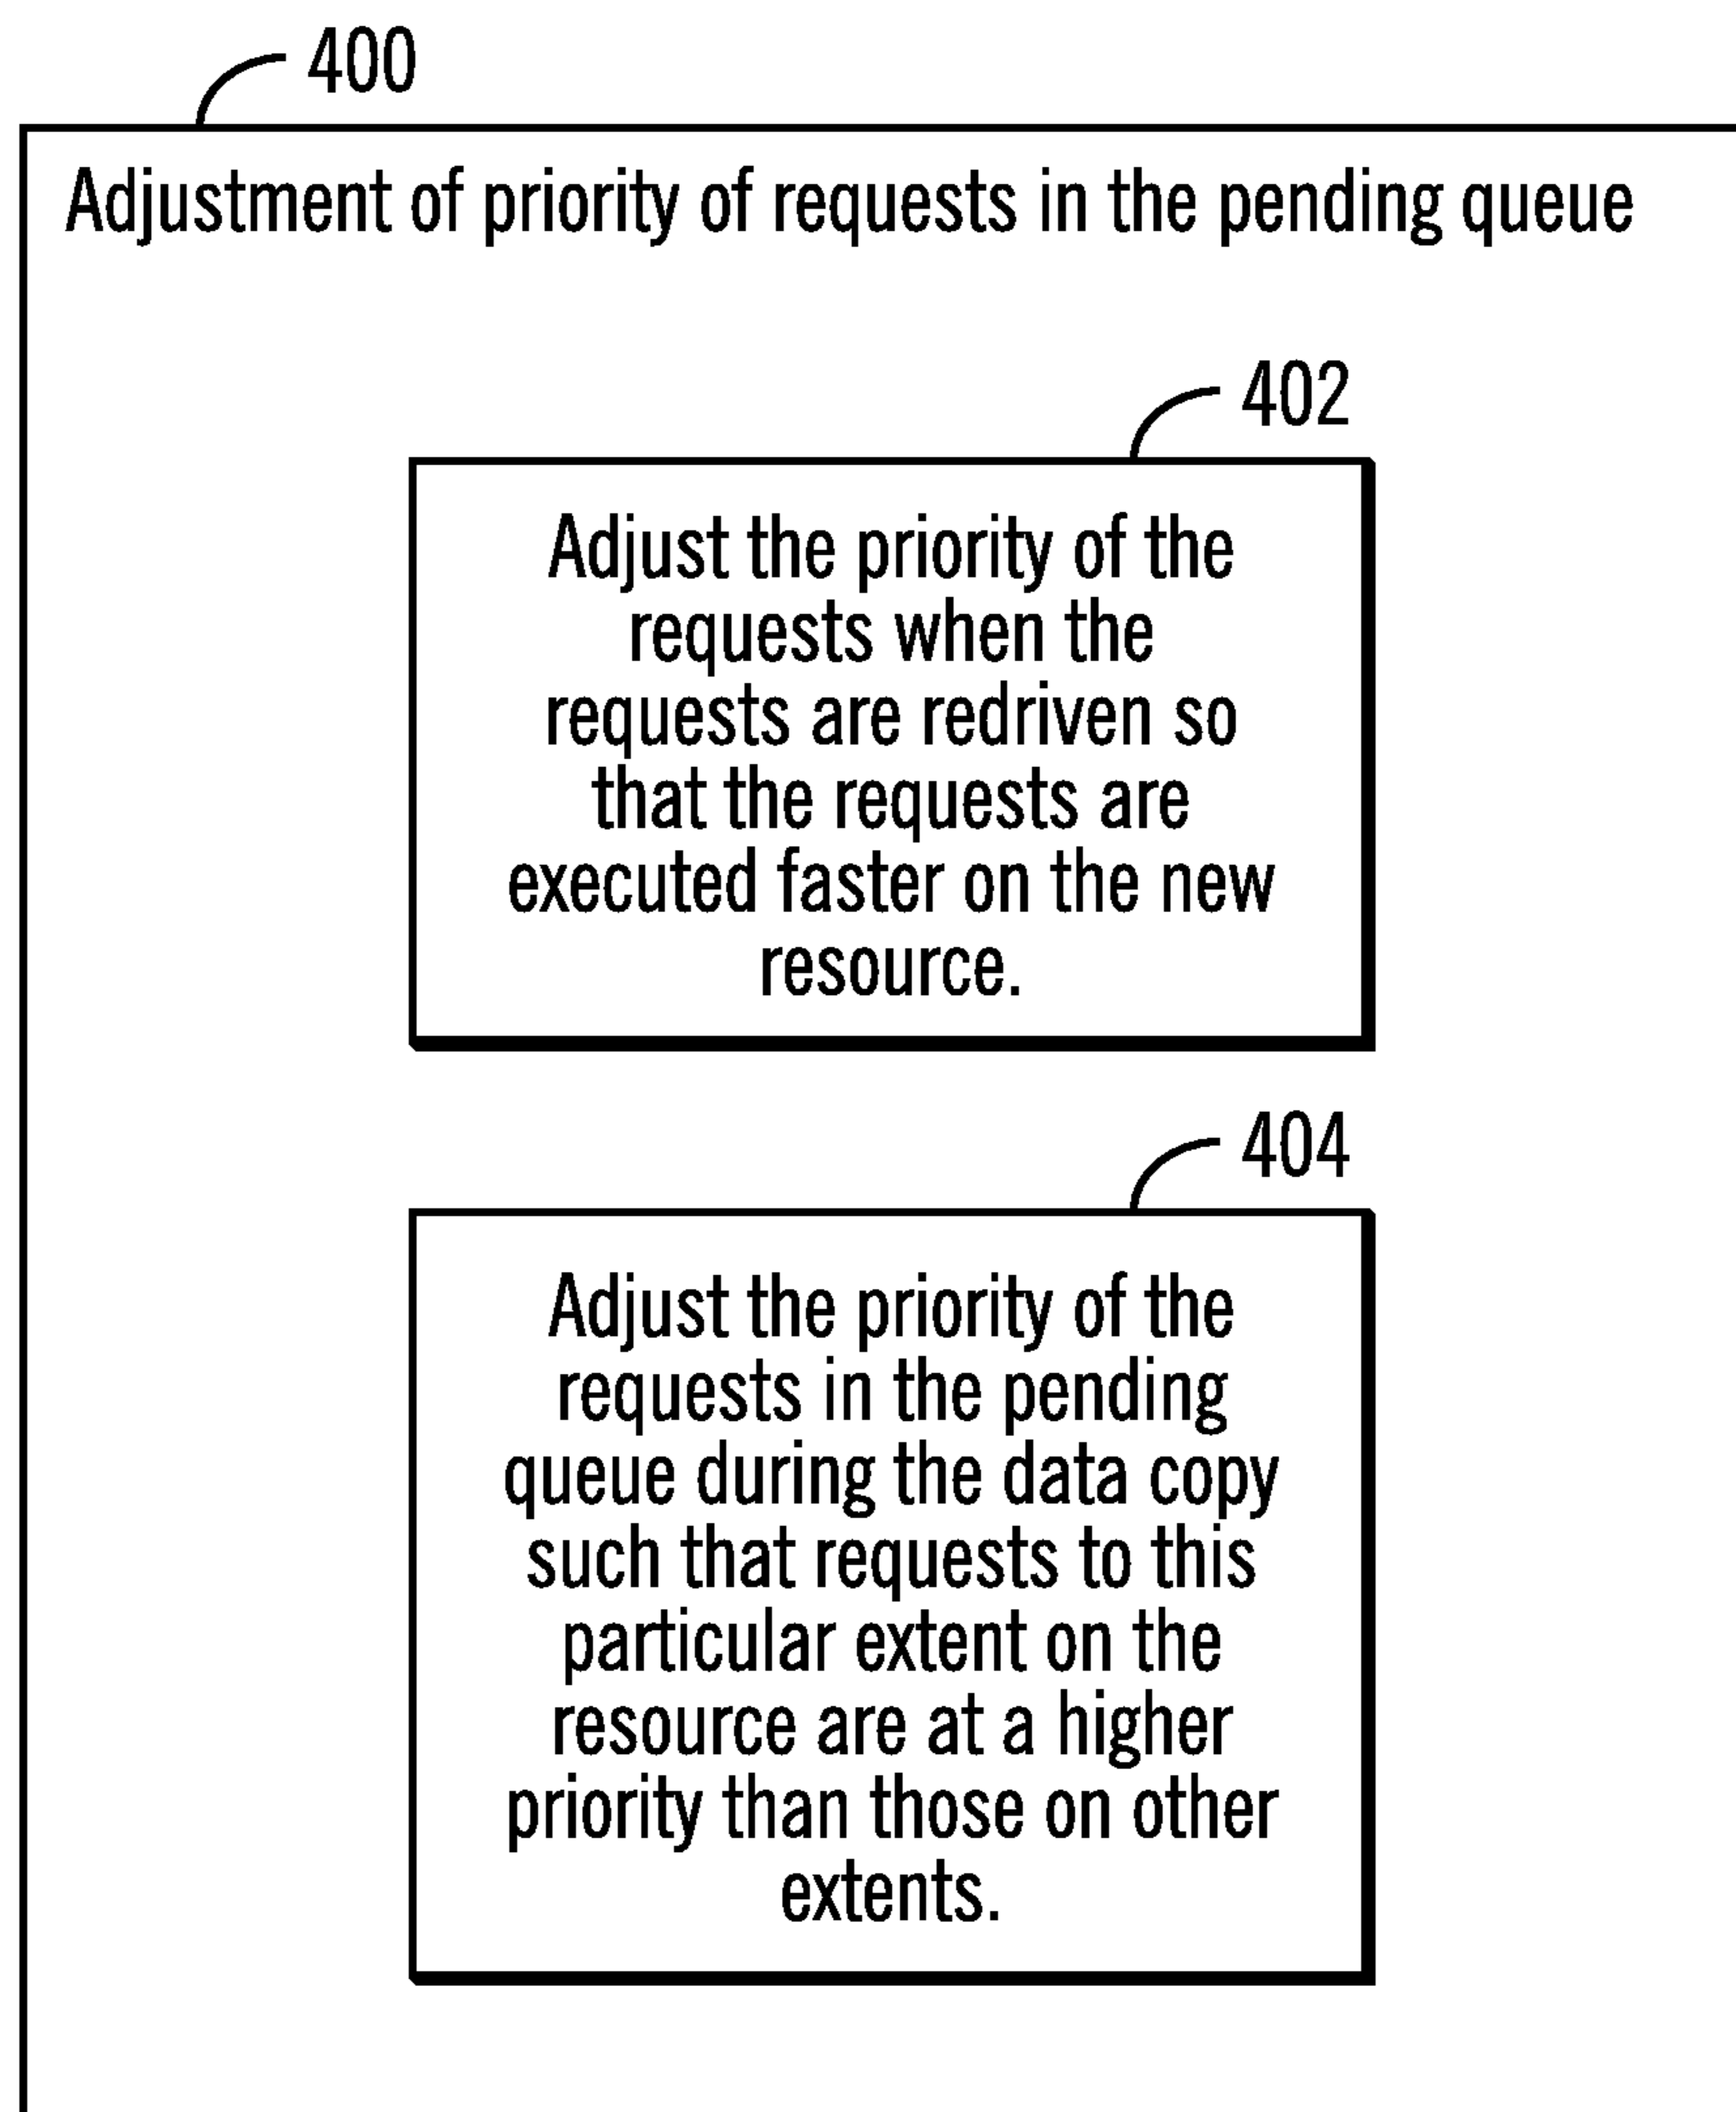 400
Adjustment of priority of requests in the pending queue
402
Adjust the priority of the
requests when the
requests are redriven so
that the requests are
executed faster on the new
resource.
404
Adjust the priority of the
requests in the pending
queue during the data copy
such that requests to this
particular extent on the
resource are at a higher
priority than those on other
extents.